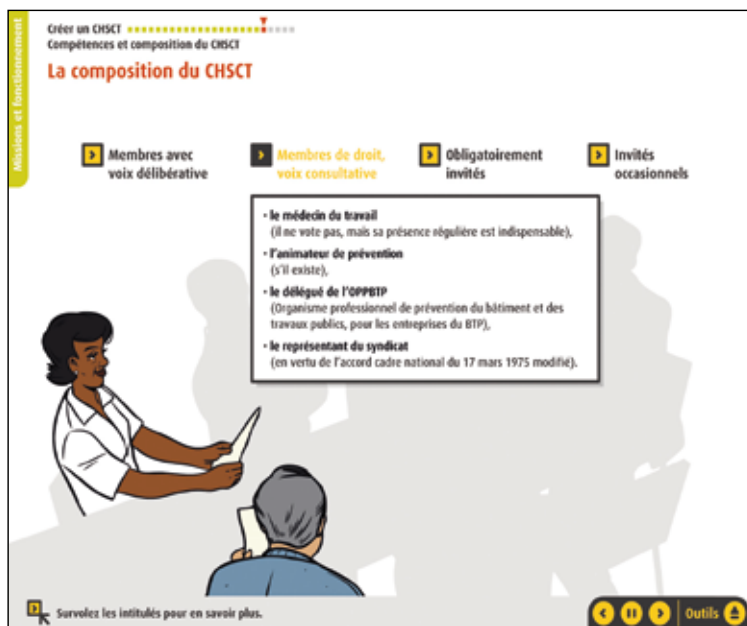 Missions et fonctionnement
Créer un CHSCT
Compétences et composition du CHSCT
La composition du CHSCT
Membres avec
voix délibérative
Membres de droit,
voix consultative
Obligatoirement
invités
Invités
occasionnels
• le médecin du travail
(il ne vote pas, mais sa présence régulière est indispensable),
• l'animateur de prévention
(s'il existe),
• le délégué de l'OPPBTP
(Organisme professionnel de prévention du bâtiment et des
travaux publics, pour les entreprises du BTP),
• le représentant du syndicat
(en vertu de l'accord cadre national du 17 mars 1975 modifié).
Survolez les intitulés pour en savoir plus.
Outils